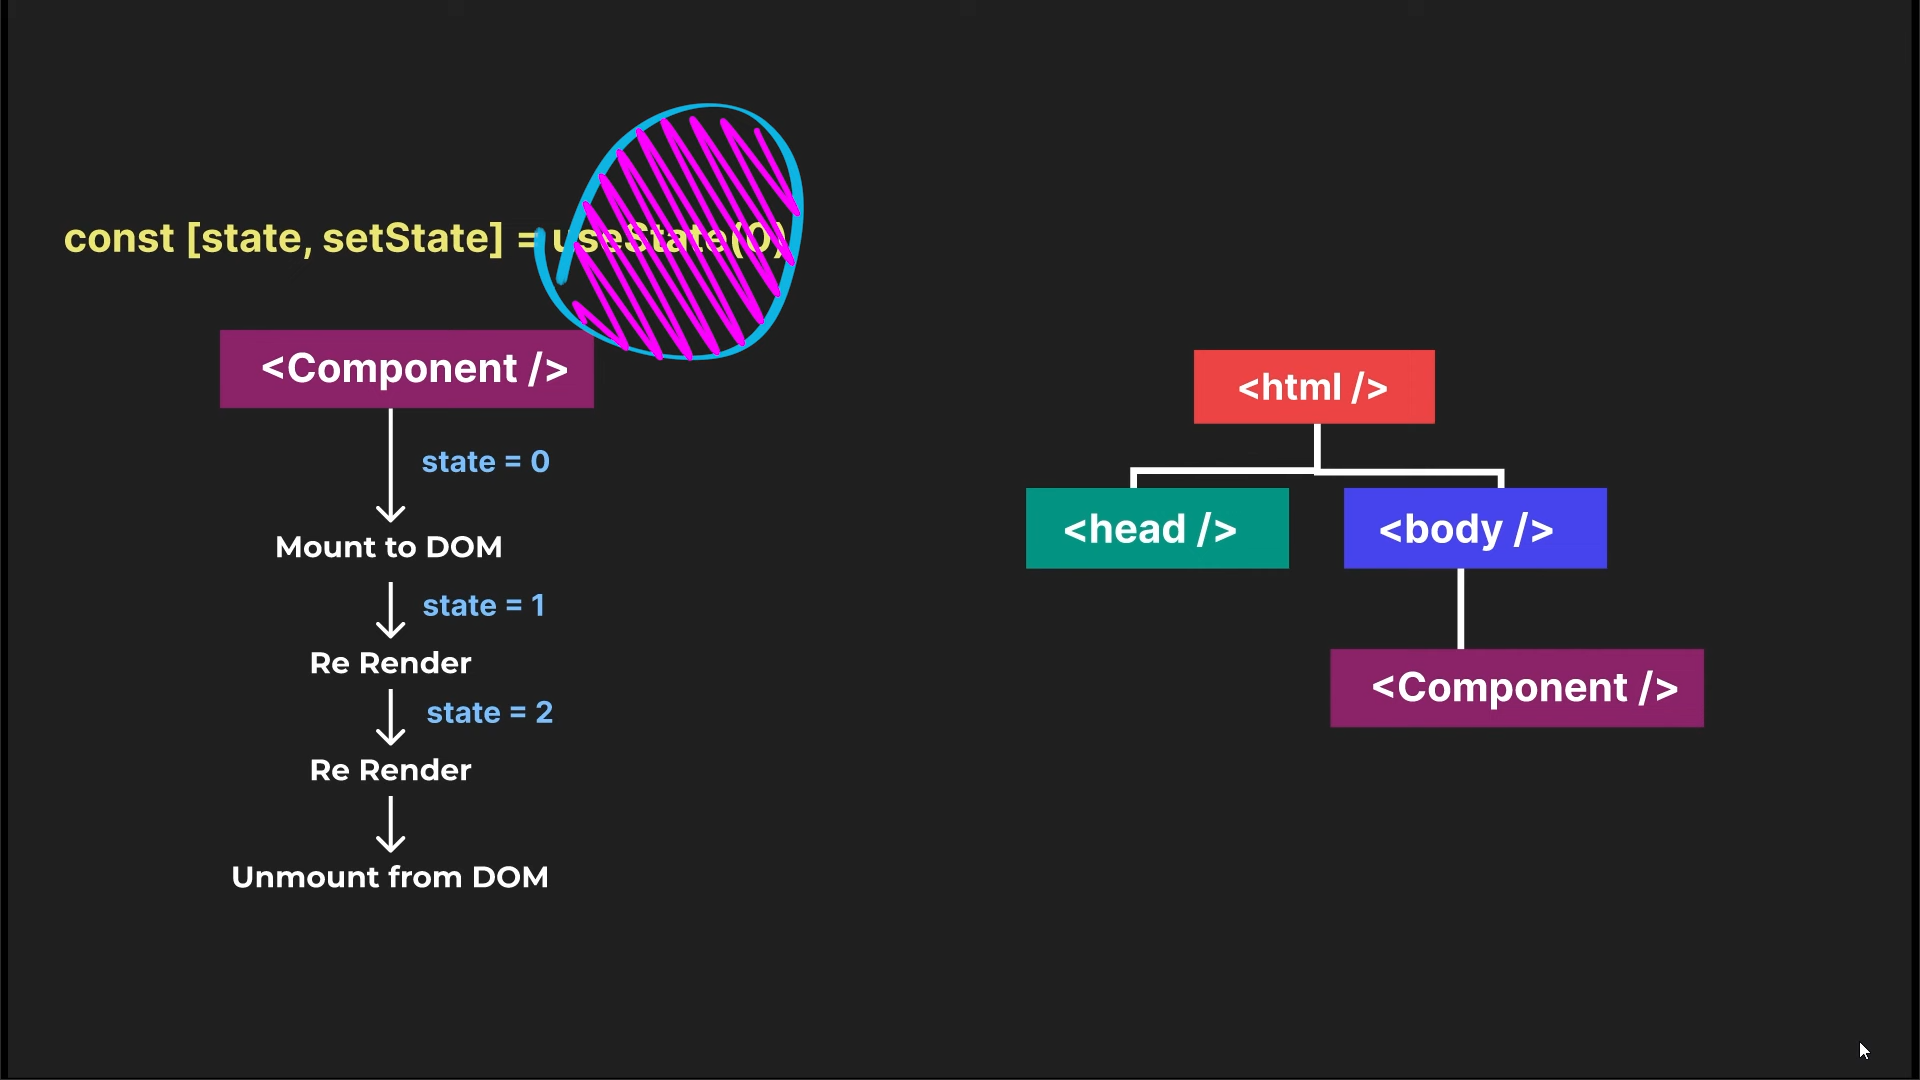 const [state, setState] = useState(0)
<Component />
state = 0
Mount to DOM
state = 1
Re Render
state = 2
Re Render
Unmount from DOM
<html />
<head />
<body />
<Component />